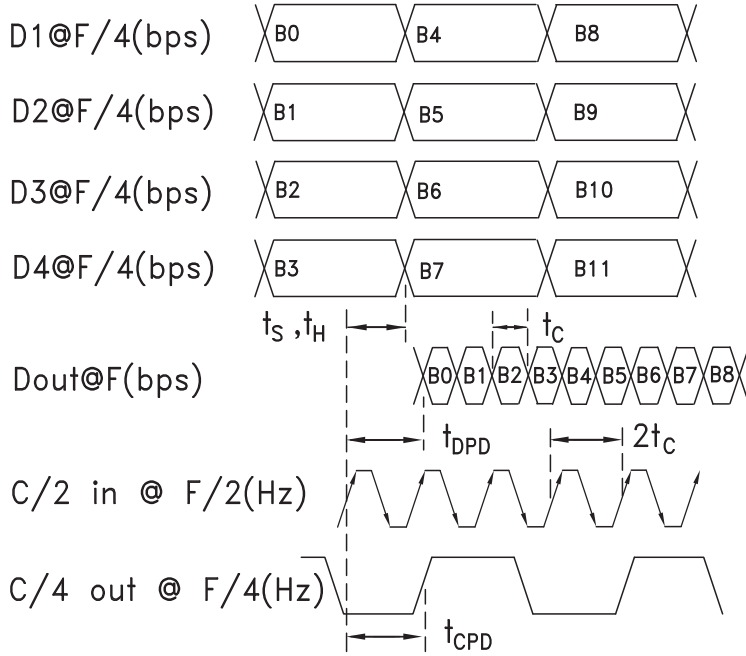 D1@F/4(bps) B0 B4 B8
D2@F/4(bps) B1 B5 B9
D3@F/4(bps) B2 B6 B10
D4@F/4(bps) B3 B7 B11
tS ,tH tC
Dout@F(bps) B0 B1 B2 B3 B4 B5 B6 B7 B8
tDPD 2tC
C/2 in @ F/2(Hz)
C/4 out @ F/4(Hz)
tCPD